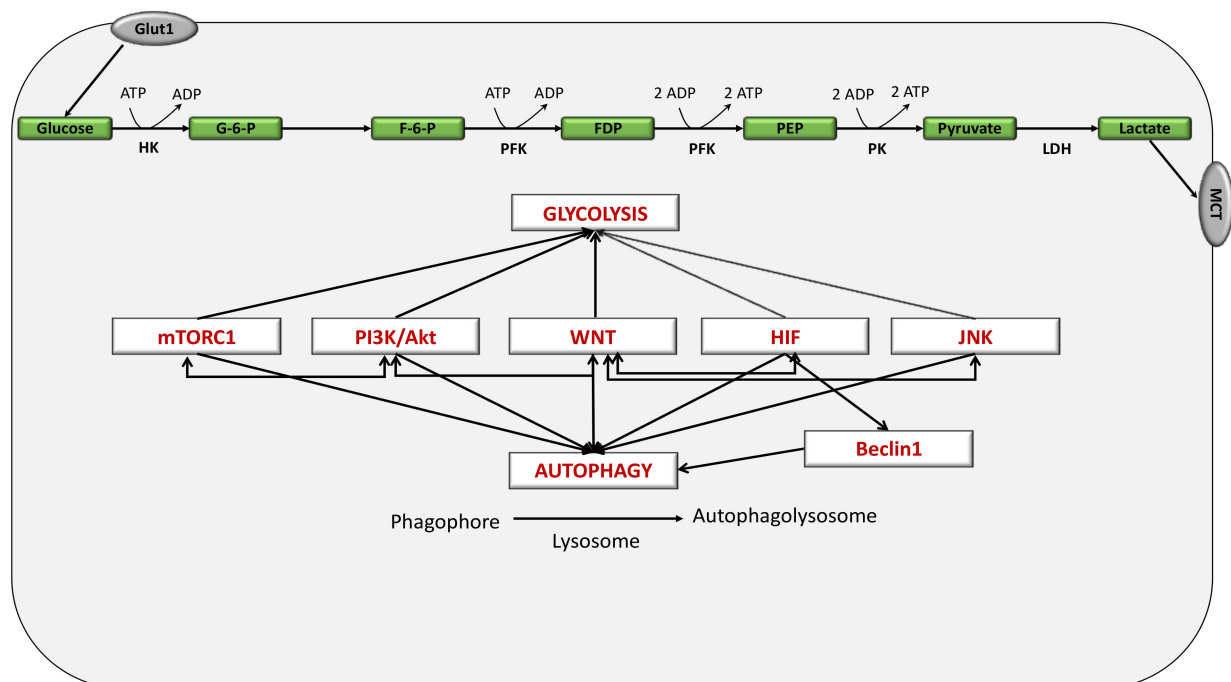 Glut1
ATP ADP ATP ADP 2 ADP 2 ATP 2 ADP 2 ATP
Glucose G-6-P F-6-P FDP PEP Pyruvate Lactate
HK PFK PFK PK LDH
MCT
GLYCOLYSIS
mTORC1 PI3K/Akt WNT HIF JNK
Beclin1
AUTOPHAGY
Phagophore Autophagolysosome
Lysosome